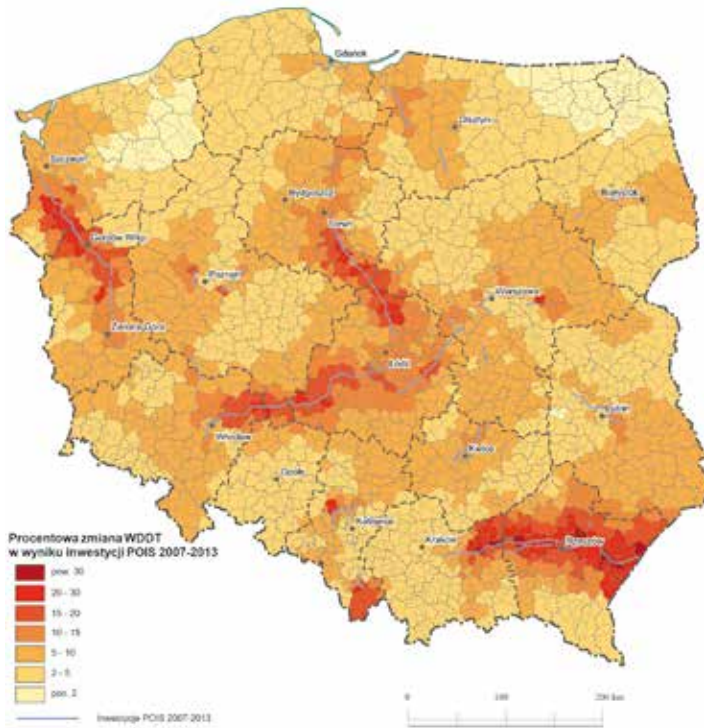 Gdańsk
Olsztyn
Szczecin
Bydgoszcz
Białystok
Toruń
Gorzów Wlkp.
Poznań
Warszawa
Zielona Góra
Łódź
Lublin
Wrocław
Kielce
Opole
Katowice
Kraków
Rzeszów
Procentowa zmiana WDDT
w wyniku inwestycji POIS 2007-2013
pow. 30
20 - 30
15 - 20
10 - 15
5 - 10
2 - 5
pon. 2
Inwestycje POIS 2007-2013
0 100 200 km